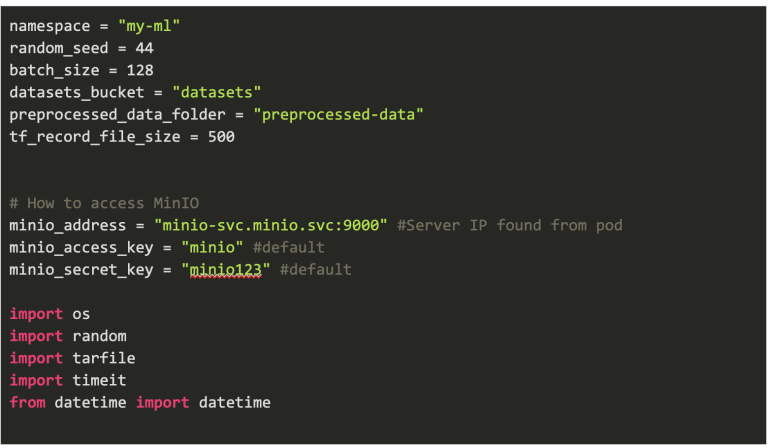 namespace = "my-ml"
random_seed = 44
batch_size = 128
datasets_bucket = "datasets"
preprocessed_data_folder = "preprocessed-data"
tf_record_file_size = 500
# How to access MinIO
minio_address = "minio-svc.minio.svc:9000" #Server IP found from pod
minio_access_key = "minio" #default
minio_secret_key = "minio123" #default
import os
import random
import tarfile
import timeit
from datetime import datetime